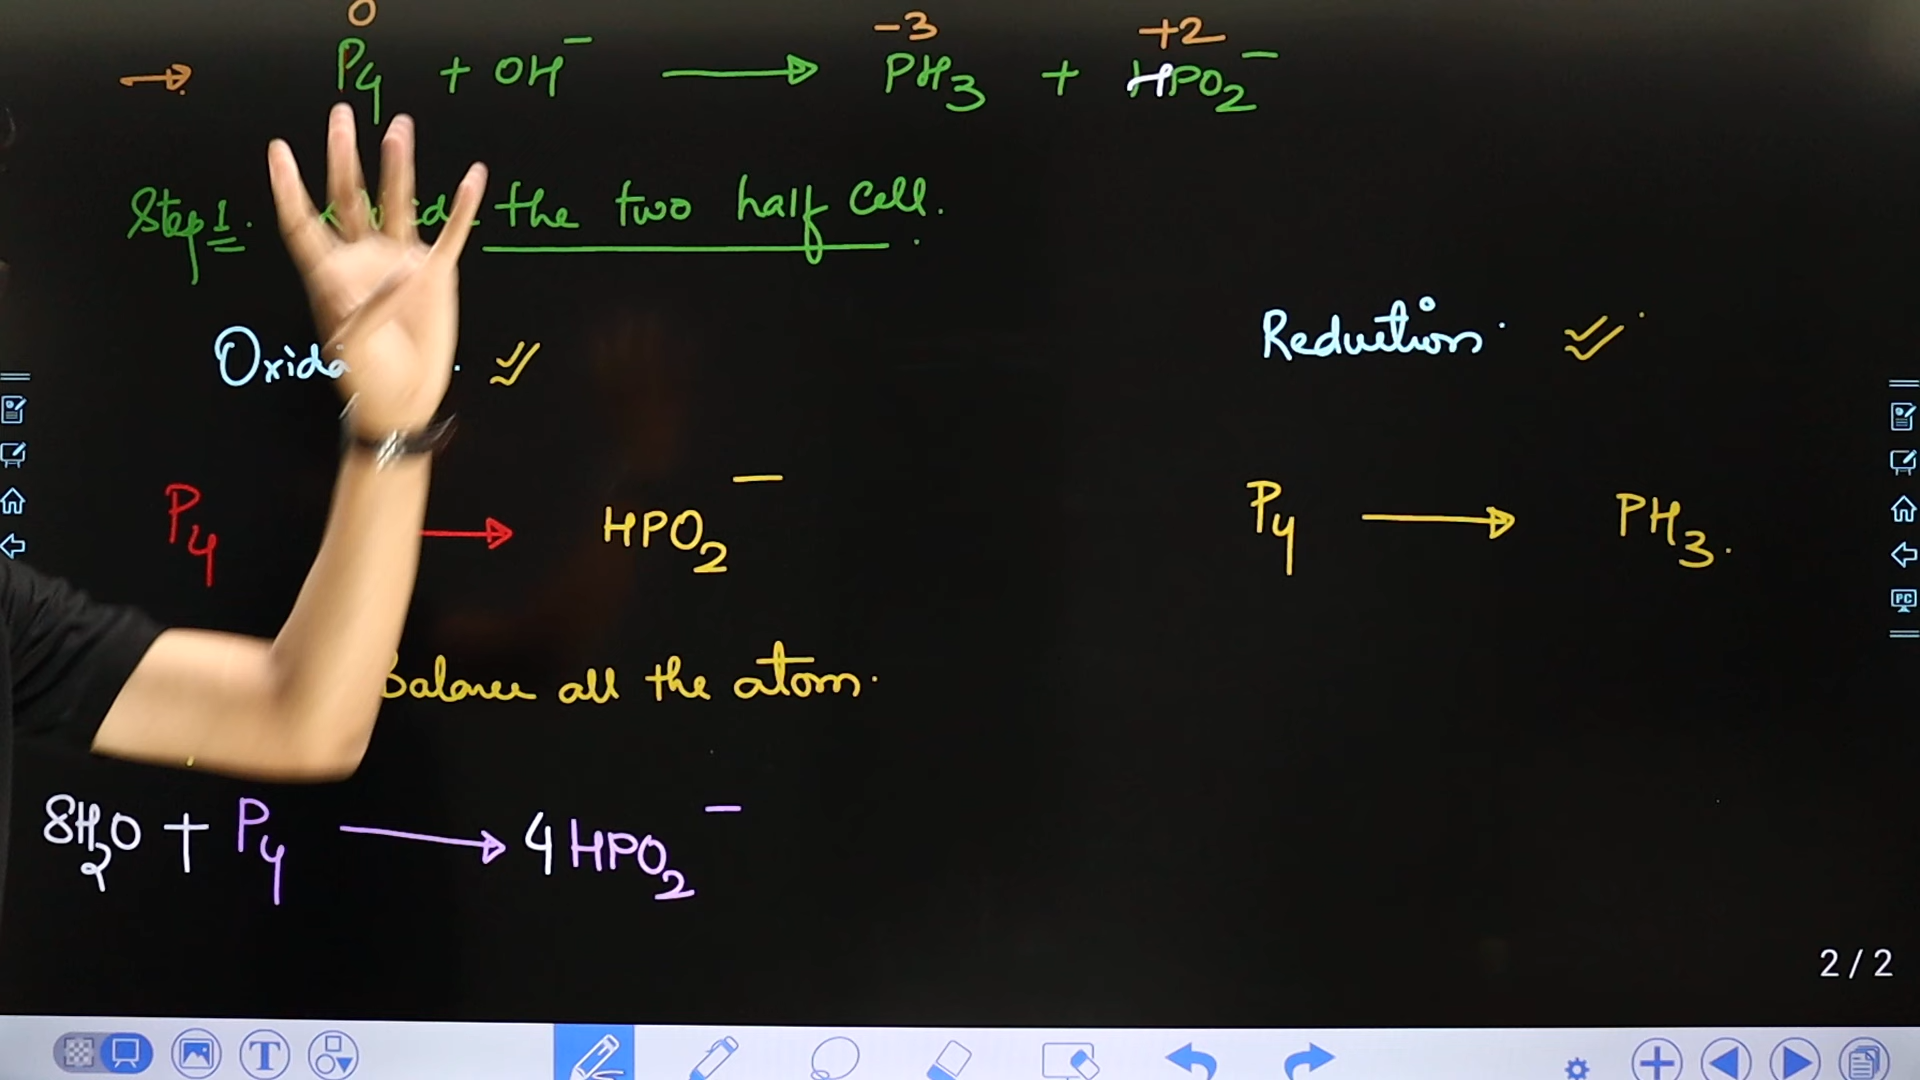 0 -3 +2
→ P4 + OH⁻ → PH3 + HPO2⁻
Step 1. the two half cell.
Reduction.
P4 → HPO2⁻
P4 → PH3.
Balance all the atom.
8H2O + P4 → 4HPO2⁻
2/2
T
PC